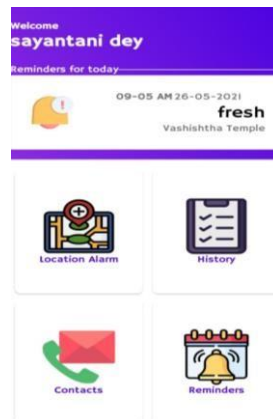 Welcome
sayantani dey
Reminders for today
09-05 AM 26-05-2021
fresh
Vashishtha Temple
Location Alarm
History
Contacts
Reminders